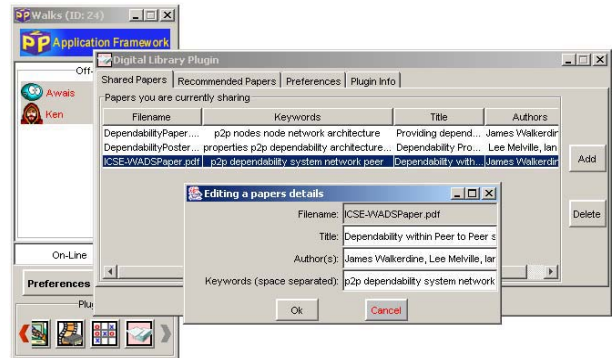 Walks (ID: 24)
PP Application Framework
Off-
Awais
Ken
On-Line
Preferences
Plu
Digital Library Plugin
Shared Papers Recommended Papers Preferences Plugin Info
Papers you are currently sharing
Filename Keywords Title Authors
DependabilityPaper.... p2p nodes node network architecture Providing depend... James Walkerdin
DependabilityPoster... properties p2p dependability architecture... Dependability Pro... Lee Melville, Ian
ICSE-WADSPaper.pdf p2p dependability system network peer Dependability with... James Walkerdin
Add
Delete
Editing a papers details
Filename: ICSE-WADSPaper.pdf
Title: Dependability within Peer to Peer s
Author(s): James Walkerdine, Lee Melville, Iar
Keywords (space separated): p2p dependability system network
Ok Cancel